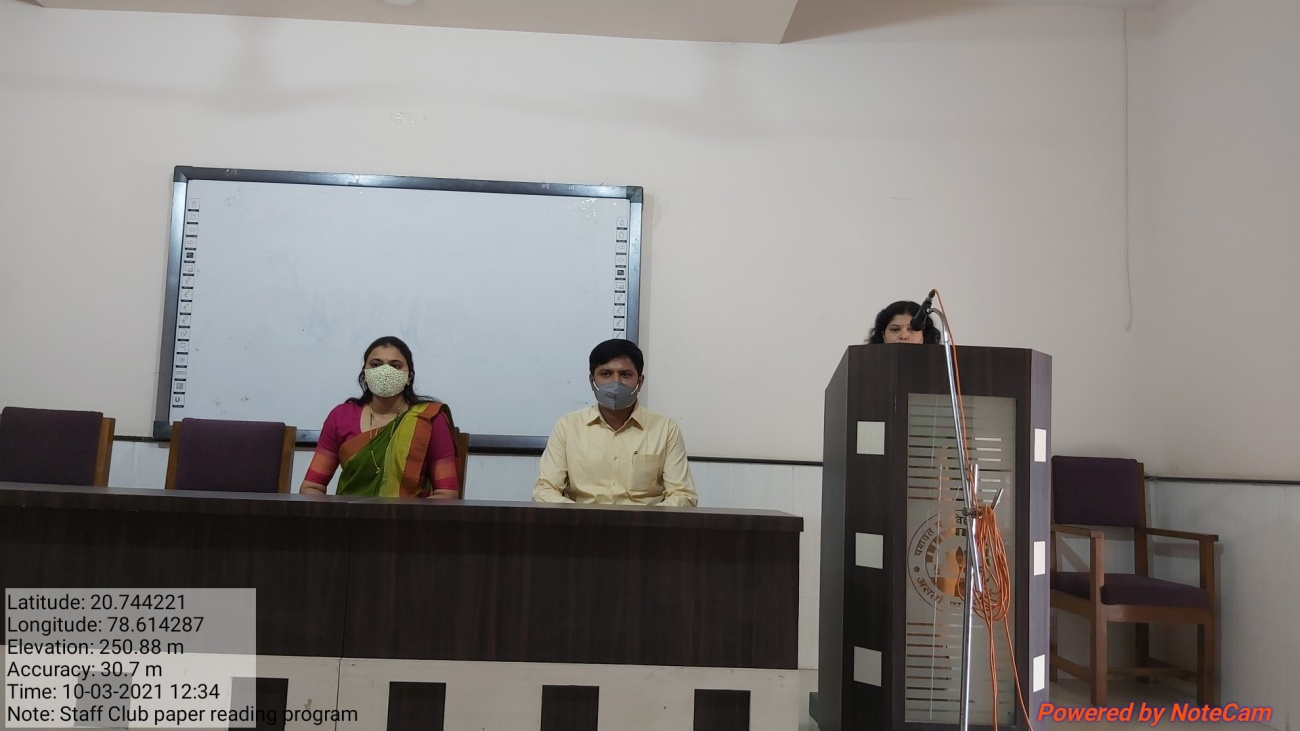 Latitude: 20.744221
Longitude: 78.614287
Elevation: 250.88 m
Accuracy: 30.7 m
Time: 10-03-2021 12:34
Note: Staff Club paper reading program
Powered by NoteCam